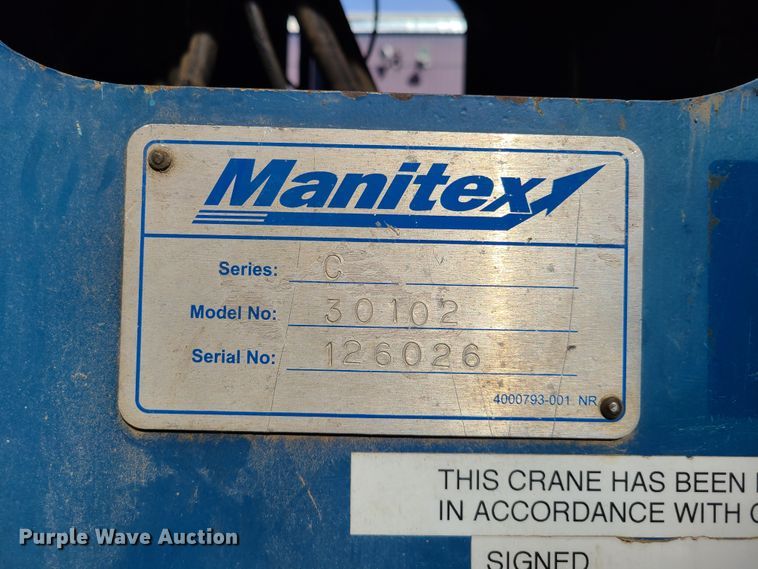 Manitex
Series: C
Model No: 30102
Serial No: 126026
4000793-001 NR
THIS CRANE HAS BEEN
IN ACCORDANCE WITH
SIGNED
Purple Wave Auction